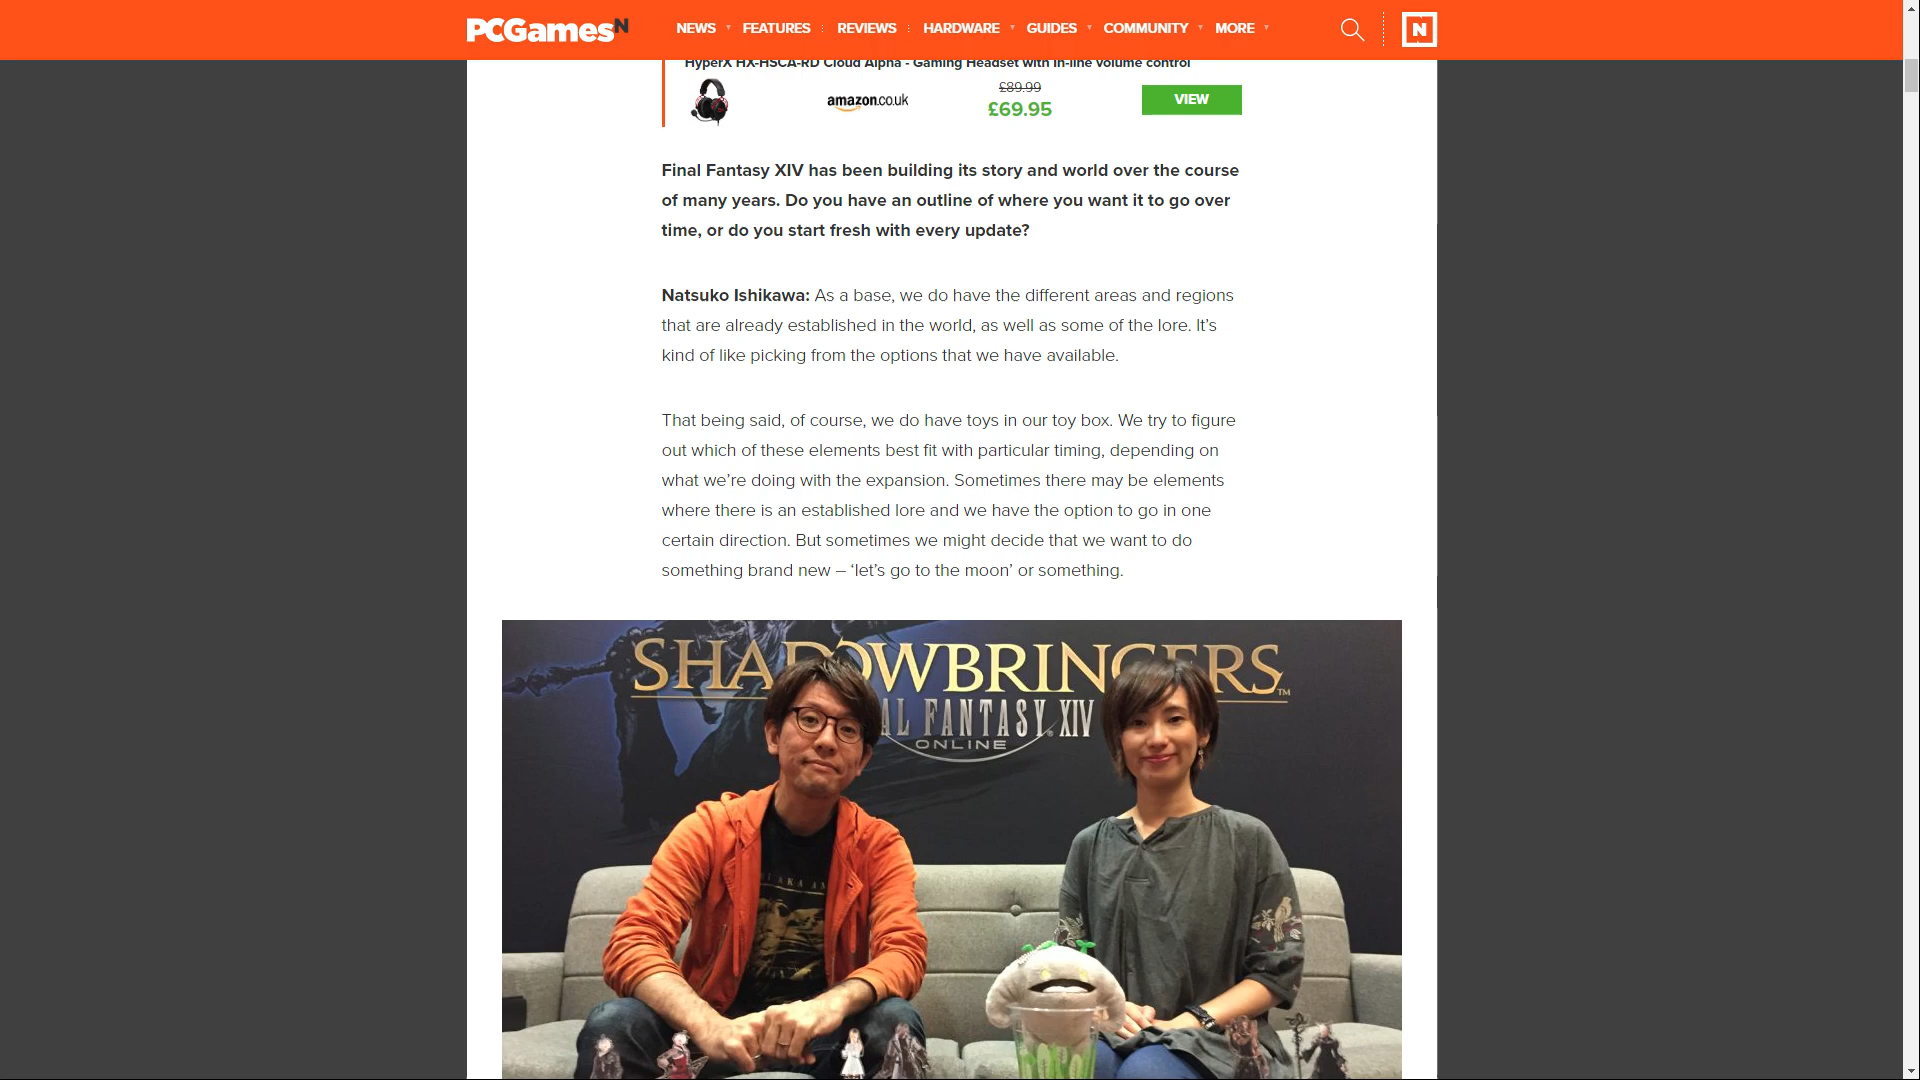 PCGamesN NEWS FEATURES REVIEWS HARDWARE GUIDES COMMUNITY MORE N
HyperX HX-HSCA-RD Cloud Alpha - Gaming Headset with In-line volume control
amazon.co.uk £89.99 £69.95 VIEW
Final Fantasy XIV has been building its story and world over the course
of many years. Do you have an outline of where you want it to go over
time, or do you start fresh with every update?
Natsuko Ishikawa: As a base, we do have the different areas and regions
that are already established in the world, as well as some of the lore. It’s
kind of like picking from the options that we have available.
That being said, of course, we do have toys in our toy box. We try to figure
out which of these elements best fit with particular timing, depending on
what we’re doing with the expansion. Sometimes there may be elements
where there is an established lore and we have the option to go in one
certain direction. But sometimes we might decide that we want to do
something brand new – ‘let’s go to the moon’ or something.
SHADOWBRINGERS TM
AL FANTASY XIV
ONLINE